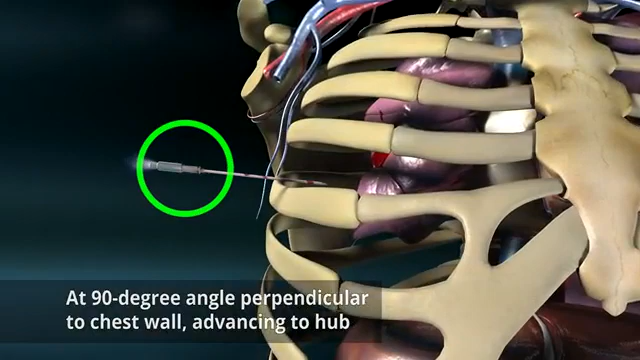 At 90-degree angle perpendicular
to chest wall, advancing to hub